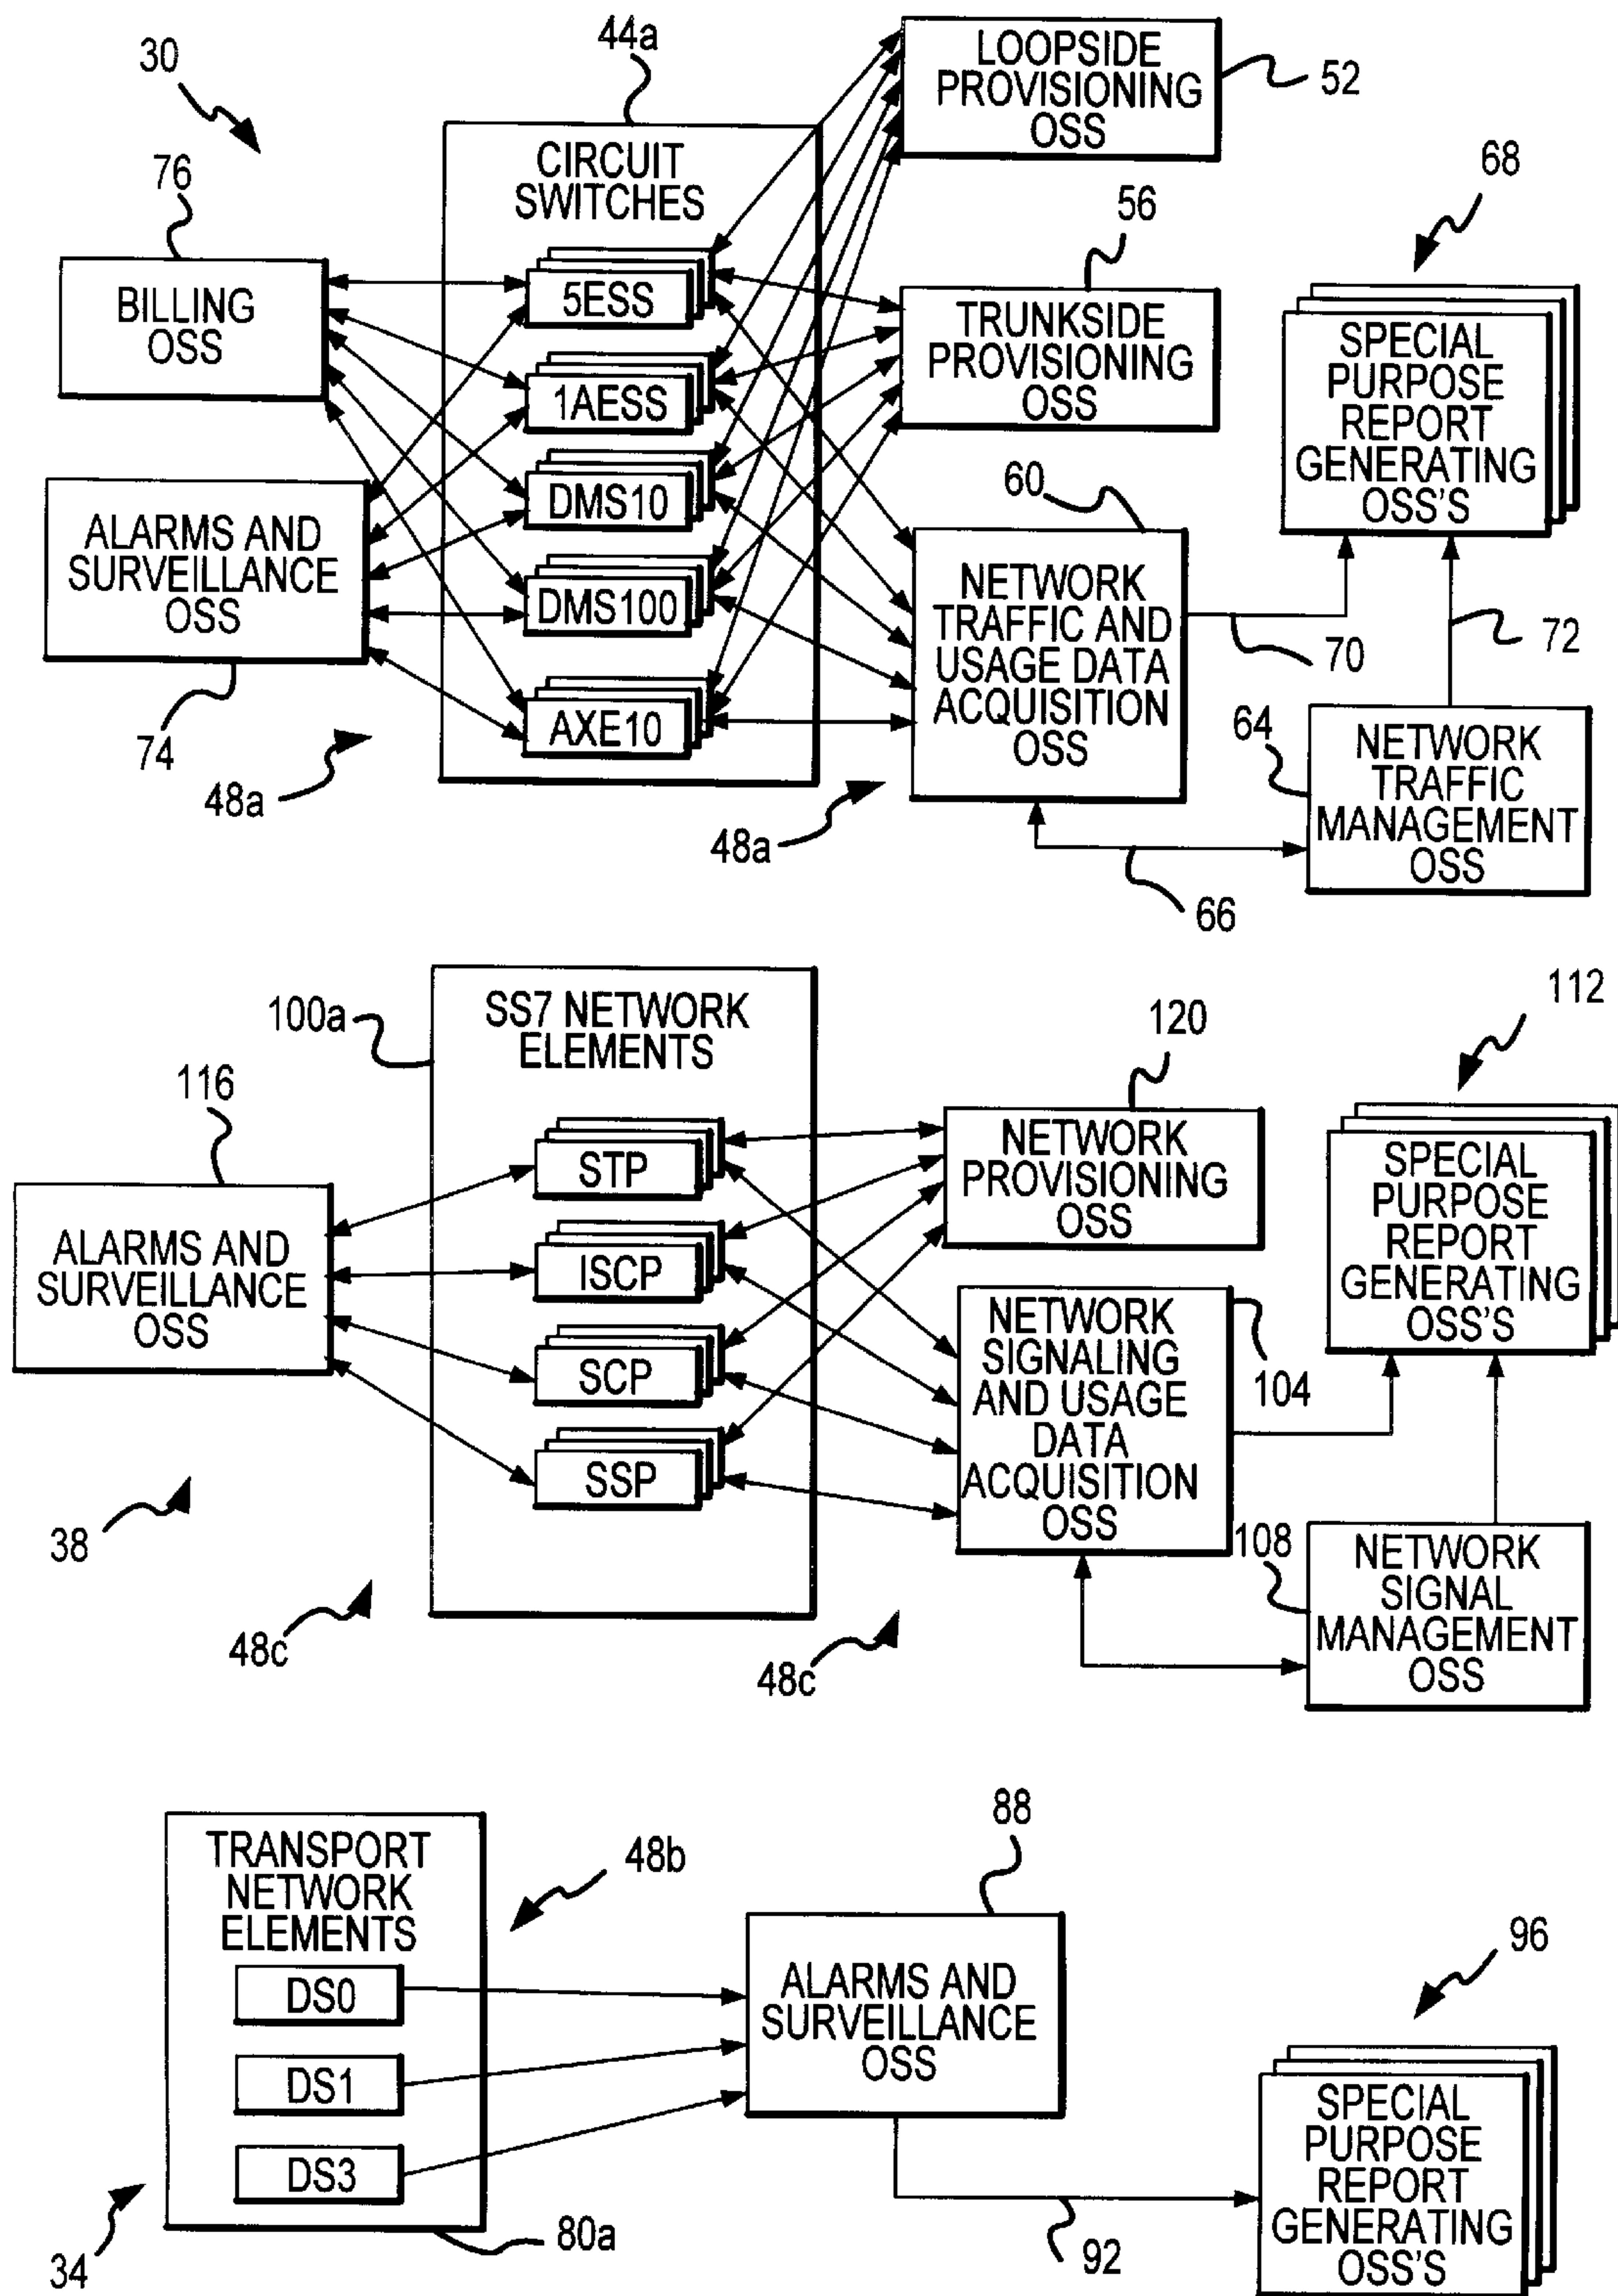 30
44a
LOOPSIDE
PROVISIONING
OSS
52
76
CIRCUIT
SWITCHES
BILLING
OSS
5ESS
1AESS
DMS10
DMS100
AXE10
56
TRUNKSIDE
PROVISIONING
OSS
68
SPECIAL
PURPOSE
REPORT
GENERATING
OSS'S
ALARMS AND
SURVEILLANCE
OSS
74
48a
60
NETWORK
TRAFFIC AND
USAGE DATA
ACQUISITION
OSS
70
72
48a
64
NETWORK
TRAFFIC
MANAGEMENT
OSS
66
100a
SS7 NETWORK
ELEMENTS
STP
ISCP
SCP
SSP
116
ALARMS AND
SURVEILLANCE
OSS
38
48c
120
NETWORK
PROVISIONING
OSS
112
SPECIAL
PURPOSE
REPORT
GENERATING
OSS'S
NETWORK
SIGNALING
AND USAGE
DATA
ACQUISITION
OSS
104
48c
108
NETWORK
SIGNAL
MANAGEMENT
OSS
TRANSPORT
NETWORK
ELEMENTS
DS0
DS1
DS3
34
80a
48b
88
ALARMS AND
SURVEILLANCE
OSS
92
96
SPECIAL
PURPOSE
REPORT
GENERATING
OSS'S